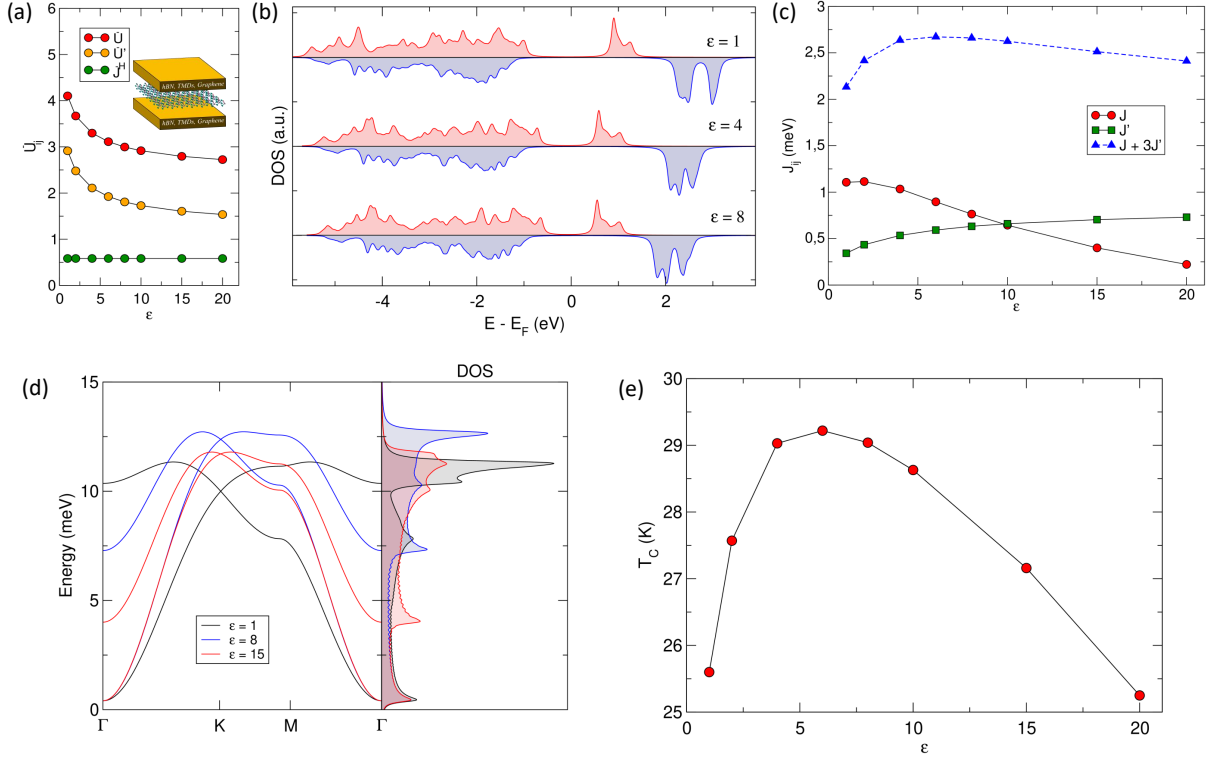 (a)
6
5
4
3
2
1
0
U_ij
U
U'
J^H
hBN, TMDs, Graphene
hBN, TMDs, Graphene
0 5 10 15 20
ε
(b)
DOS (a.u.)
ε = 1
ε = 4
ε = 8
-4 -2 0 2
E - E_F (eV)
(c)
3
2.5
2
1.5
1
0.5
0
J_ij (meV)
J
J'
J + 3J'
0 5 10 15 20
ε
(d)
DOS
15
10
5
0
Energy (meV)
ε = 1
ε = 8
ε = 15
Γ K M Γ
(e)
30
29
28
27
26
25
T_C (K)
0 5 10 15 20
ε